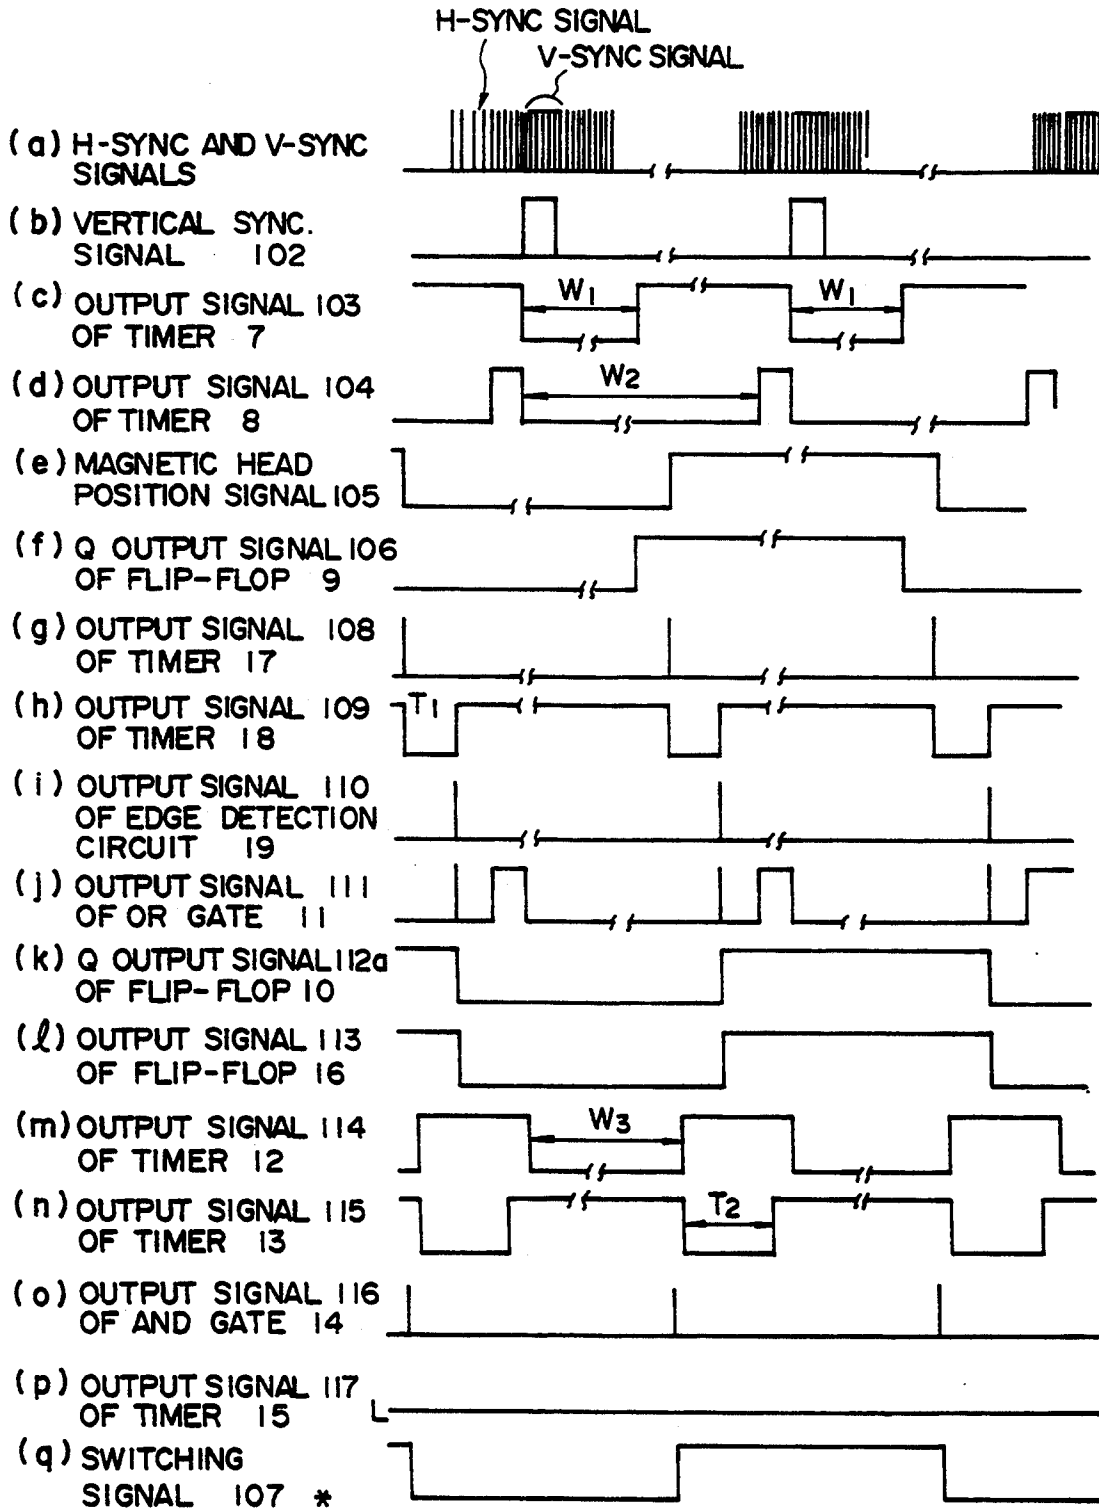 H-SYNC SIGNAL
V-SYNC SIGNAL
(a) H-SYNC AND V-SYNC
SIGNALS
(b) VERTICAL SYNC.
SIGNAL 102
(c) OUTPUT SIGNAL 103
OF TIMER 7
W1 W1
(d) OUTPUT SIGNAL 104
OF TIMER 8
W2
(e) MAGNETIC HEAD
POSITION SIGNAL 105
(f) Q OUTPUT SIGNAL 106
OF FLIP-FLOP 9
(g) OUTPUT SIGNAL 108
OF TIMER 17
(h) OUTPUT SIGNAL 109
OF TIMER 18
T1
(i) OUTPUT SIGNAL 110
OF EDGE DETECTION
CIRCUIT 19
(j) OUTPUT SIGNAL 111
OF OR GATE 11
(k) Q OUTPUT SIGNAL 112a
OF FLIP-FLOP 10
(ℓ) OUTPUT SIGNAL 113
OF FLIP-FLOP 16
(m) OUTPUT SIGNAL 114
OF TIMER 12
W3
(n) OUTPUT SIGNAL 115
OF TIMER 13
T2
(o) OUTPUT SIGNAL 116
OF AND GATE 14
(p) OUTPUT SIGNAL 117
OF TIMER 15 L
(q) SWITCHING
SIGNAL 107 *